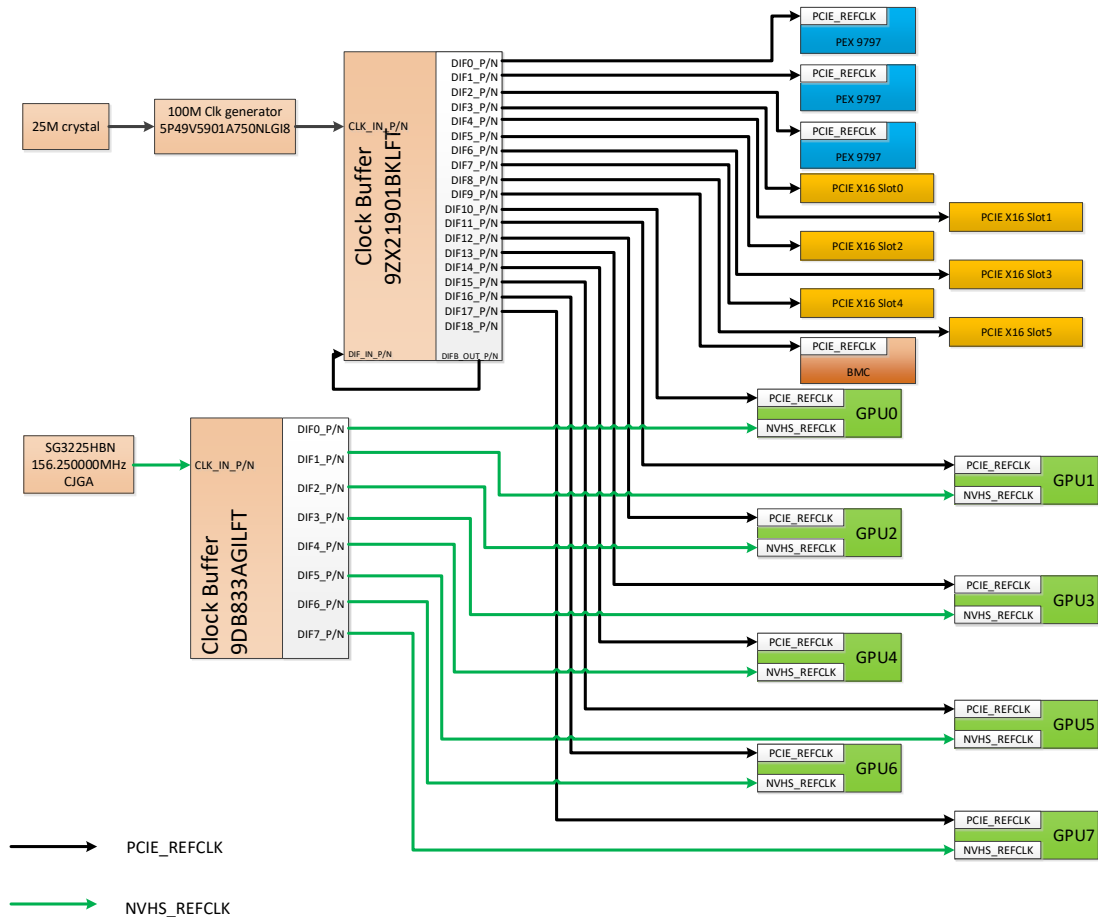 25M crystal
100M Clk generator
5P49V5901A750NLGI8
CLK_IN_P/N
Clock Buffer
9ZX21901BKLFT
DIF_IN_P/N
DIF0_P/N
DIF1_P/N
DIF2_P/N
DIF3_P/N
DIF4_P/N
DIF5_P/N
DIF6_P/N
DIF7_P/N
DIF8_P/N
DIF9_P/N
DIF10_P/N
DIF11_P/N
DIF12_P/N
DIF13_P/N
DIF14_P/N
DIF15_P/N
DIF16_P/N
DIF17_P/N
DIF18_P/N
DIFB_OUT_P/N
PCIE_REFCLK
PEX 9797
PCIE_REFCLK
PEX 9797
PCIE_REFCLK
PEX 9797
PCIE X16 Slot0
PCIE X16 Slot1
PCIE X16 Slot2
PCIE X16 Slot3
PCIE X16 Slot4
PCIE X16 Slot5
PCIE_REFCLK
BMC
SG3225HBN
156.250000MHz
CJGA
CLK_IN_P/N
Clock Buffer
9DB833AGILFT
DIF0_P/N
DIF1_P/N
DIF2_P/N
DIF3_P/N
DIF4_P/N
DIF5_P/N
DIF6_P/N
DIF7_P/N
PCIE_REFCLK
GPU0
NVHS_REFCLK
PCIE_REFCLK
GPU1
NVHS_REFCLK
PCIE_REFCLK
GPU2
NVHS_REFCLK
PCIE_REFCLK
GPU3
NVHS_REFCLK
PCIE_REFCLK
GPU4
NVHS_REFCLK
PCIE_REFCLK
GPU5
NVHS_REFCLK
PCIE_REFCLK
GPU6
NVHS_REFCLK
PCIE_REFCLK
GPU7
NVHS_REFCLK
PCIE_REFCLK
NVHS_REFCLK